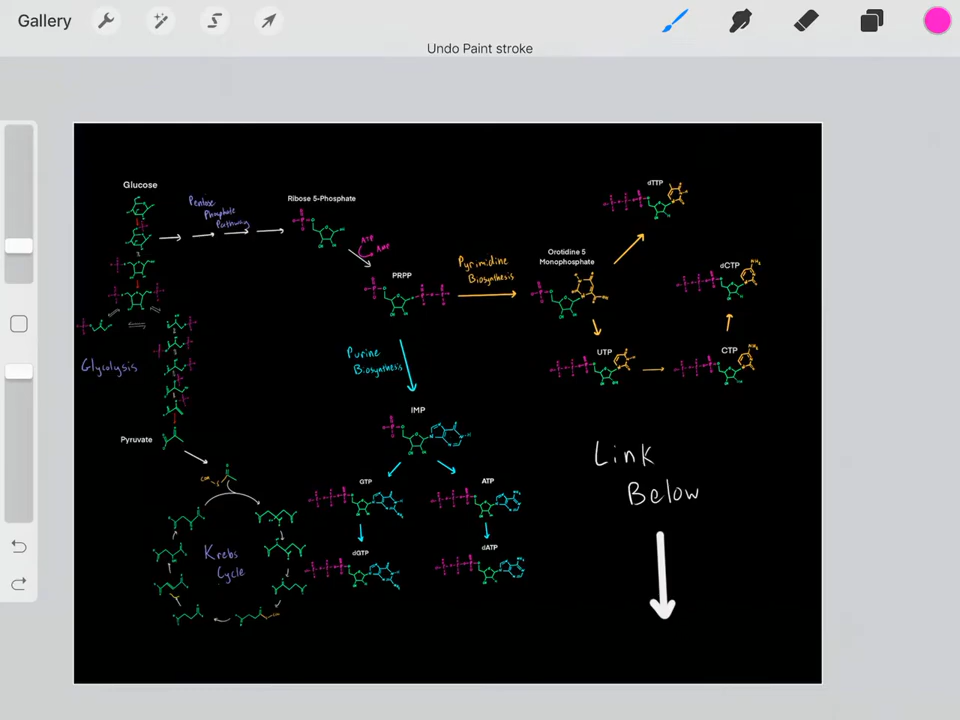 Gallery
Undo Paint stroke
Glucose
Pentose
Phosphate
Pathway
Ribose 5-Phosphate
ATP
AMP
PRPP
Pyrimidine
Biosynthesis
Orotidine 5
Monophosphate
dTTP
dCTP
UTP
CTP
Glycolysis
Purine
Biosynthesis
IMP
Pyruvate
GTP
ATP
dGTP
dATP
Krebs
Cycle
Link
Below